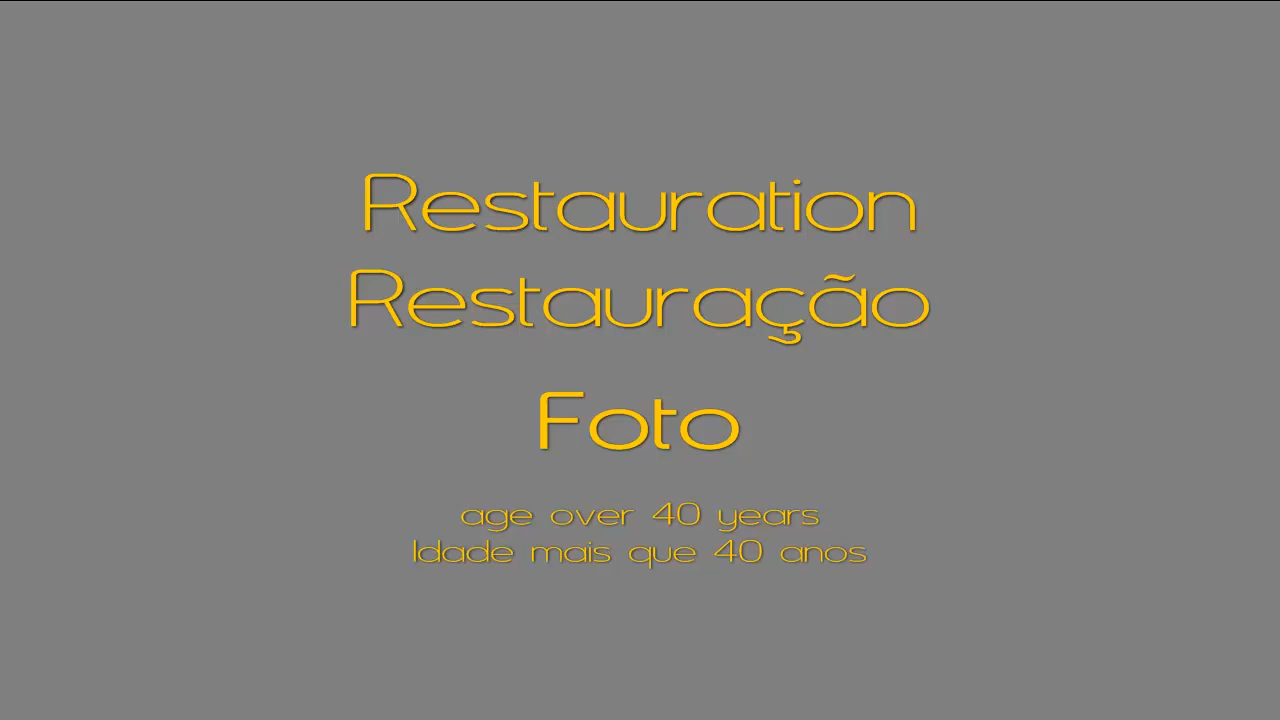 Restauration
Restauração
Foto
age over 40 years
Idade mais que 40 anos